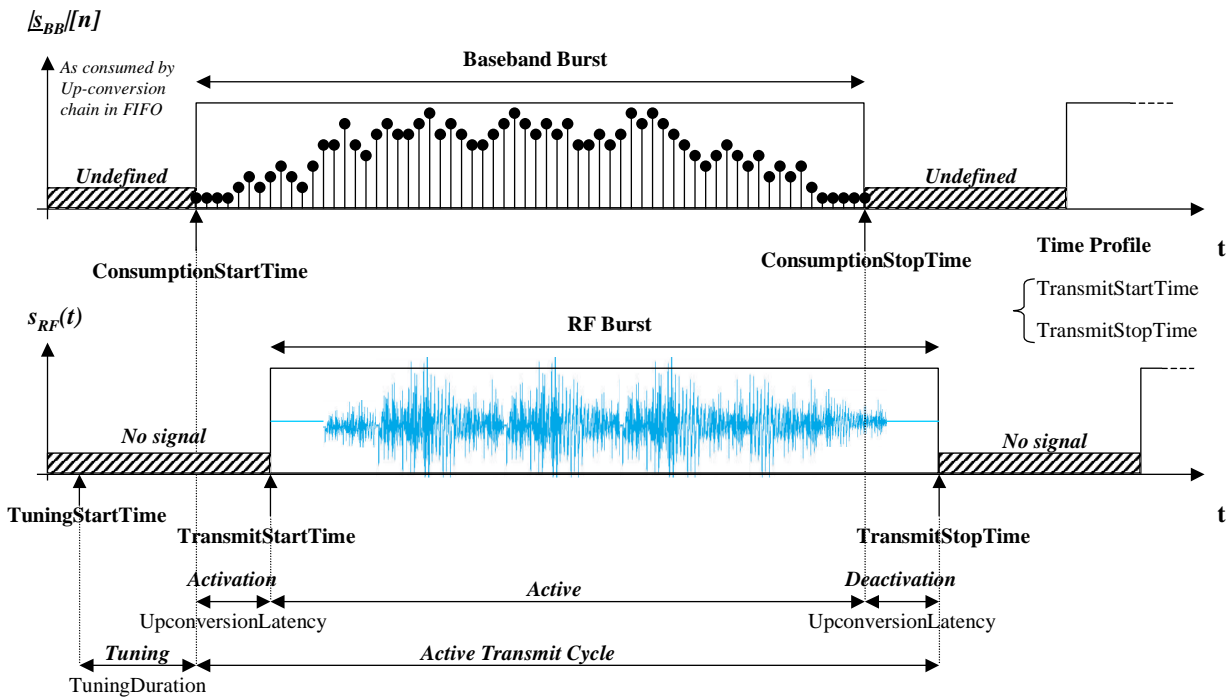 |s_BB|[n]
Baseband Burst
As consumed by
Up-conversion
chain in FIFO
Undefined
Undefined
t
Time Profile
ConsumptionStartTime
ConsumptionStopTime
TransmitStartTime
TransmitStopTime
s_RF(t)
RF Burst
No signal
No signal
TuningStartTime
t
TransmitStartTime
TransmitStopTime
Activation
Active
Deactivation
UpconversionLatency
UpconversionLatency
Tuning
Active Transmit Cycle
TuningDuration